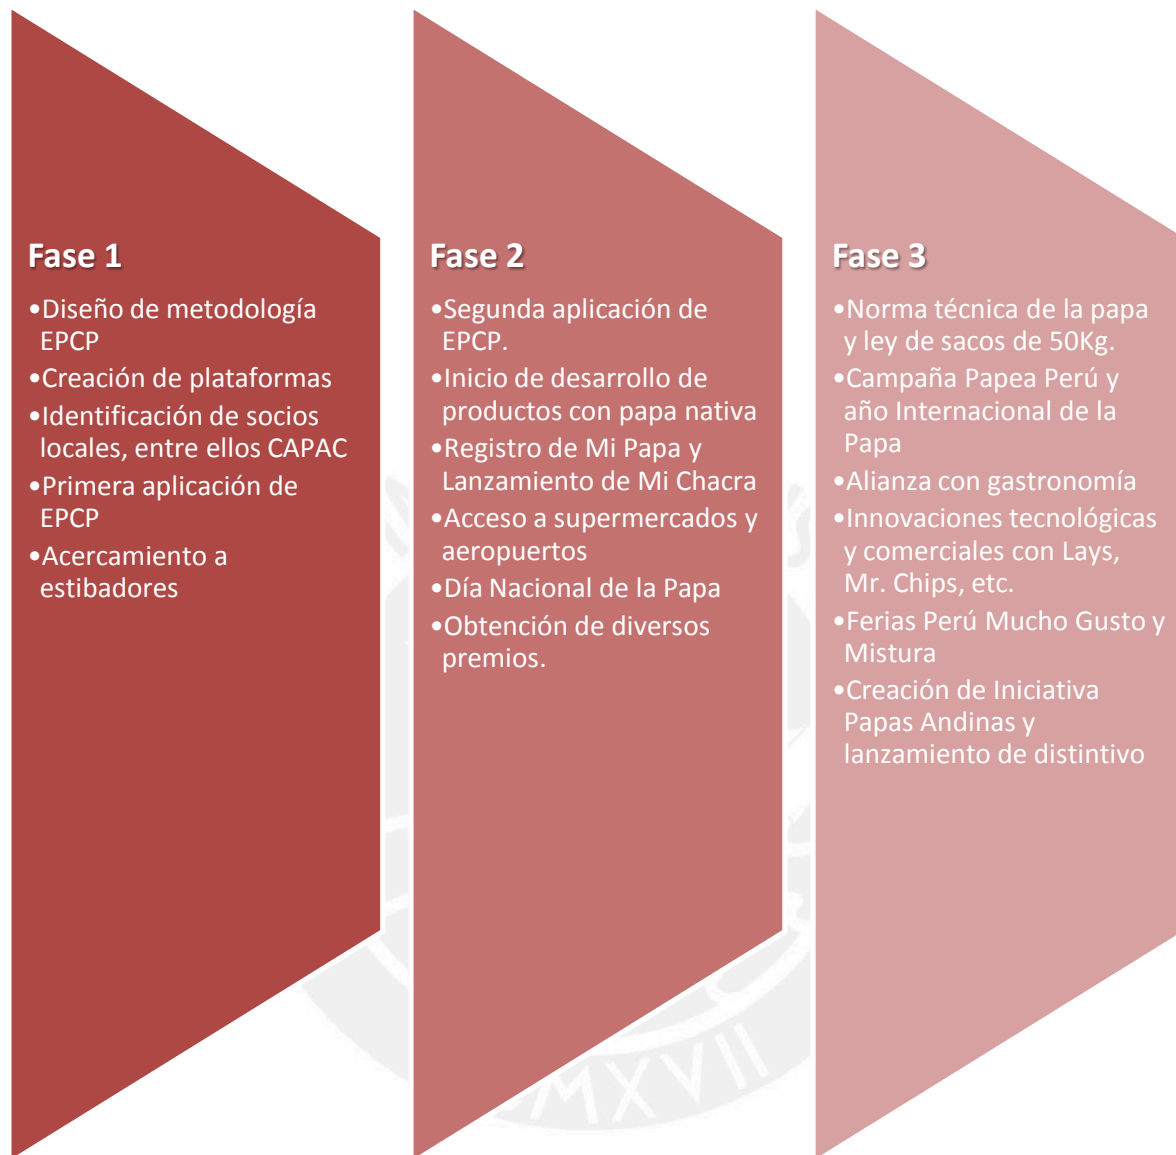 Fase 1
•Diseño de metodología
EPCP
•Creación de plataformas
•Identificación de socios
locales, entre ellos CAPAC
•Primera aplicación de
EPCP
•Acercamiento a
estibadores
Fase 2
•Segunda aplicación de
EPCP.
•Inicio de desarrollo de
productos con papa nativa
•Registro de Mi Papa y
Lanzamiento de Mi Chacra
•Acceso a supermercados y
aeropuertos
•Día Nacional de la Papa
•Obtención de diversos
premios.
Fase 3
•Norma técnica de la papa
y ley de sacos de 50Kg.
•Campaña Papea Perú y
año Internacional de la
Papa
•Alianza con gastronomía
•Innovaciones tecnológicas
y comerciales con Lays,
Mr. Chips, etc.
•Ferias Perú Mucho Gusto y
Mistura
•Creación de Iniciativa
Papas Andinas y
lanzamiento de distintivo
MXVII